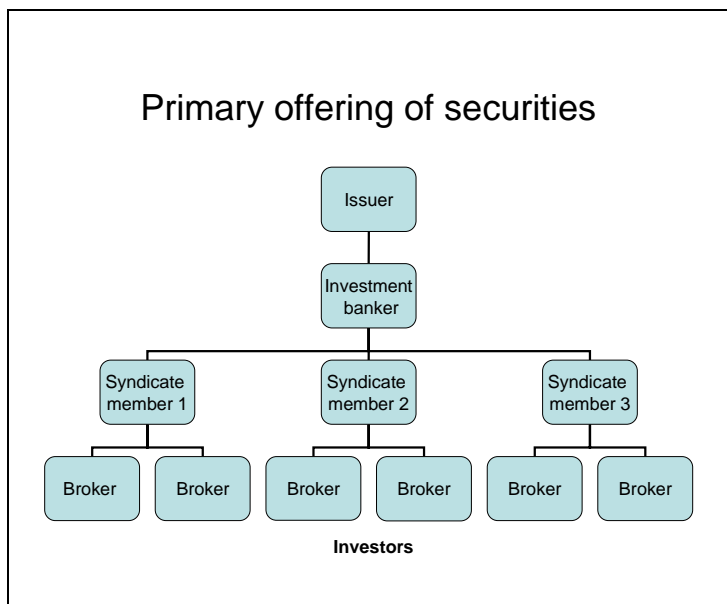 Primary offering of securities
Issuer
Investment
banker
Syndicate
member 1
Syndicate
member 2
Syndicate
member 3
Broker
Broker
Broker
Broker
Broker
Broker
Investors